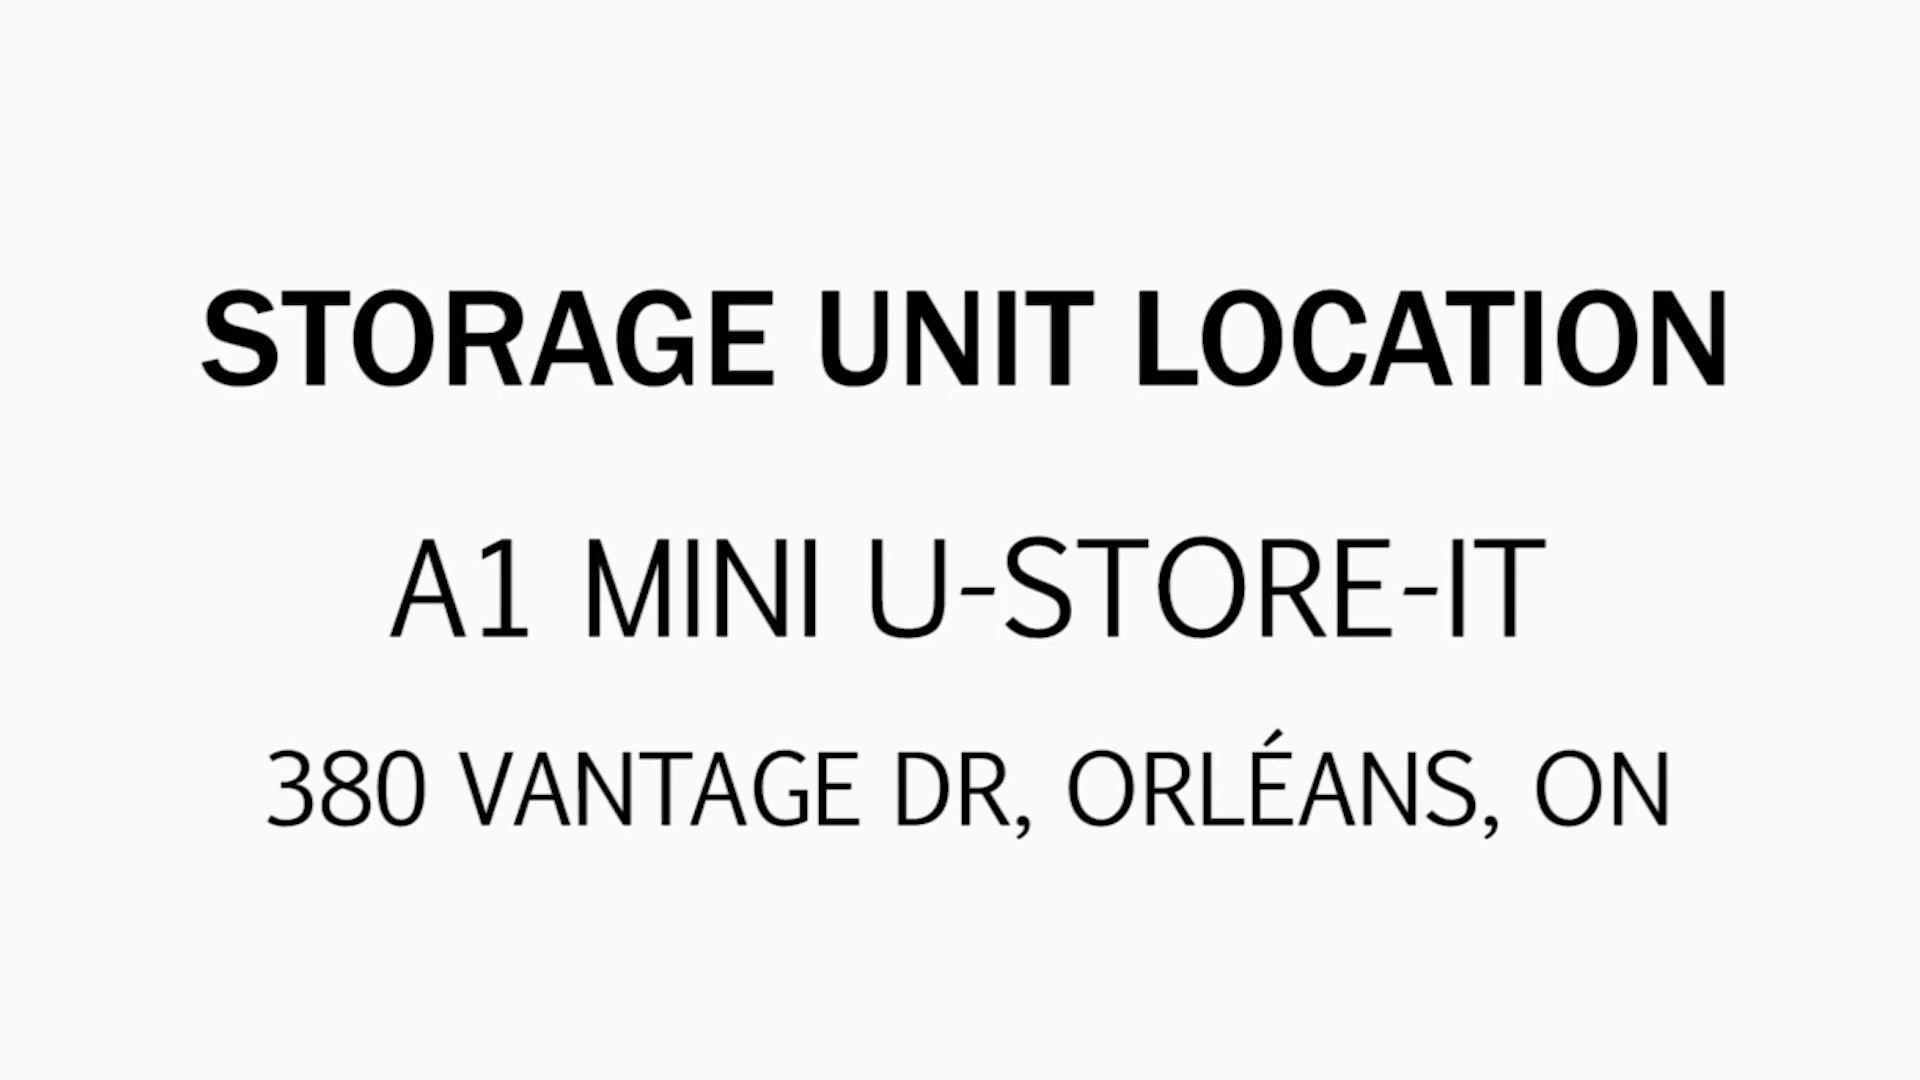 STORAGE UNIT LOCATION
A1 MINI U-STORE-IT
380 VANTAGE DR, ORLÉANS, ON